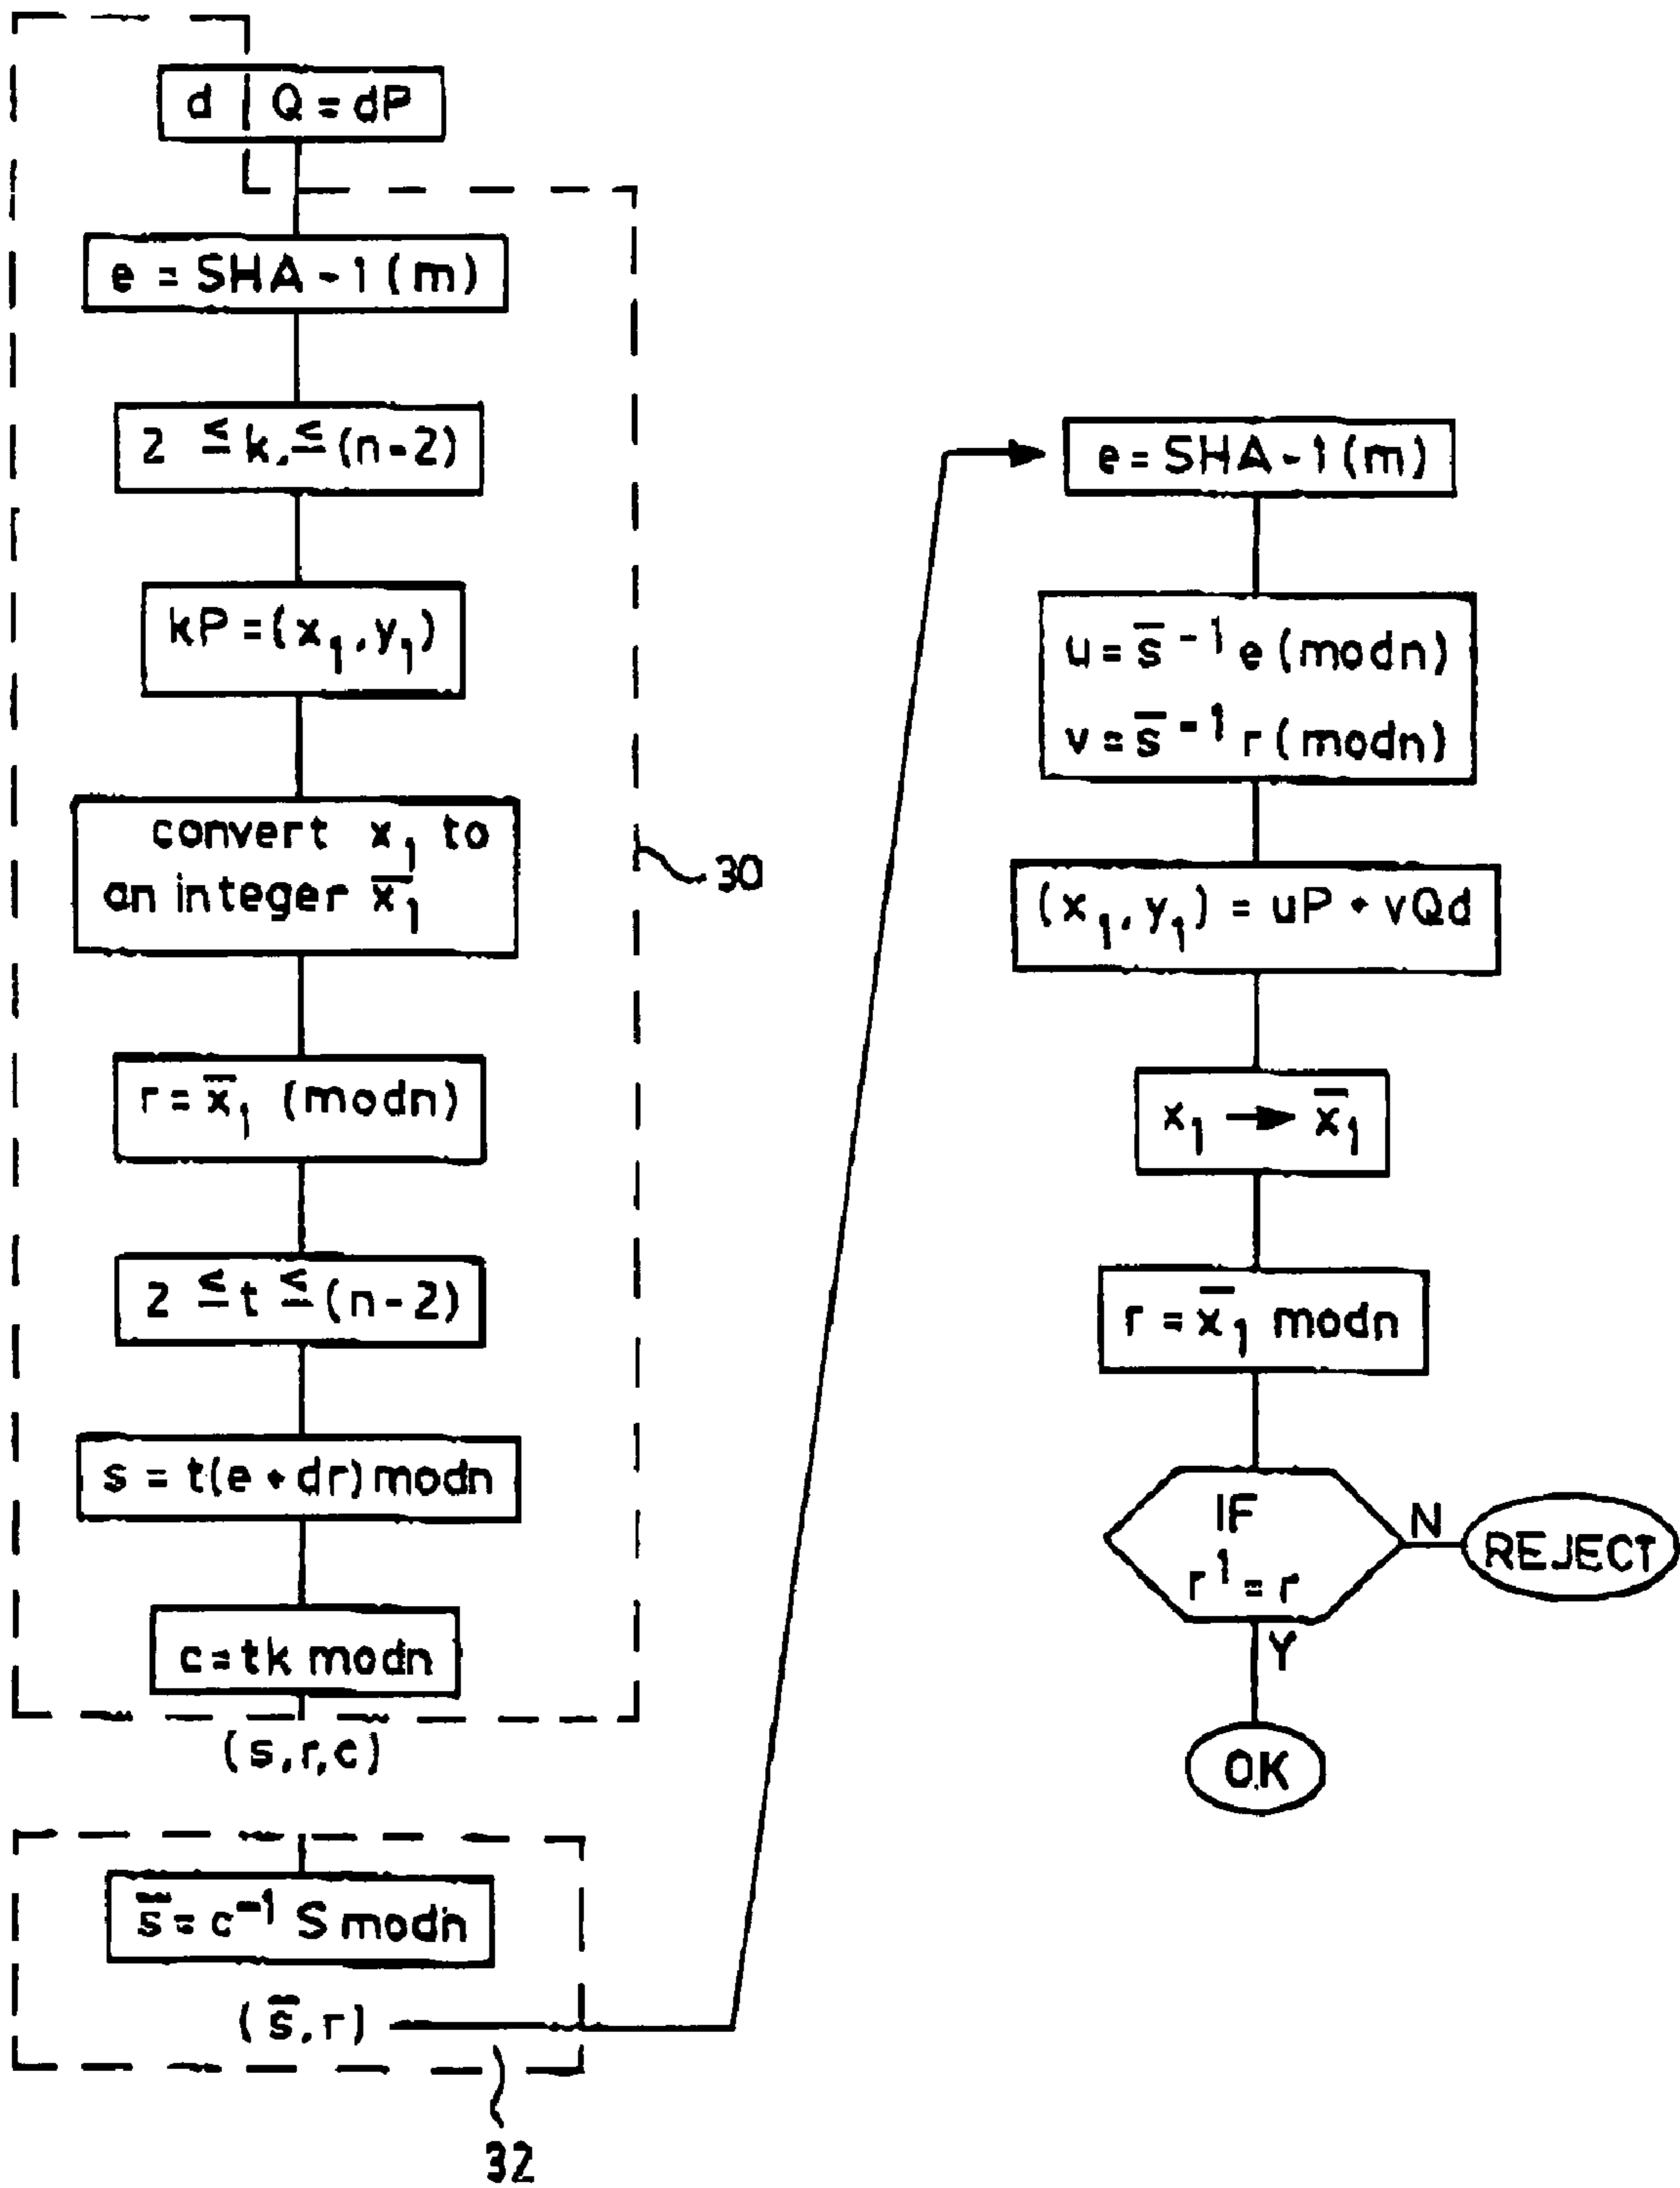 d Q = dP
e = SHA - 1 (m)
2 ≤ k, ≤ (n - 2)
kP = (x₁, y₁)
convert x₁ to
an integer x̅₁
r = x̅₁ (modn)
2 ≤ t ≤ (n - 2)
s = t(e + dr) modn
c = tk modn
(s, r, c)
s̅ = c⁻¹ S modn
(s̅, r)
30
32
e = SHA - 1 (m)
u = s̅⁻¹ e (modn)
v = s̅⁻¹ r (modn)
(x₁, y₁) = uP + vQd
x₁ → x̅₁
r = x̅₁ modn
IF
r¹ = r
N
REJECT
Y
O.K